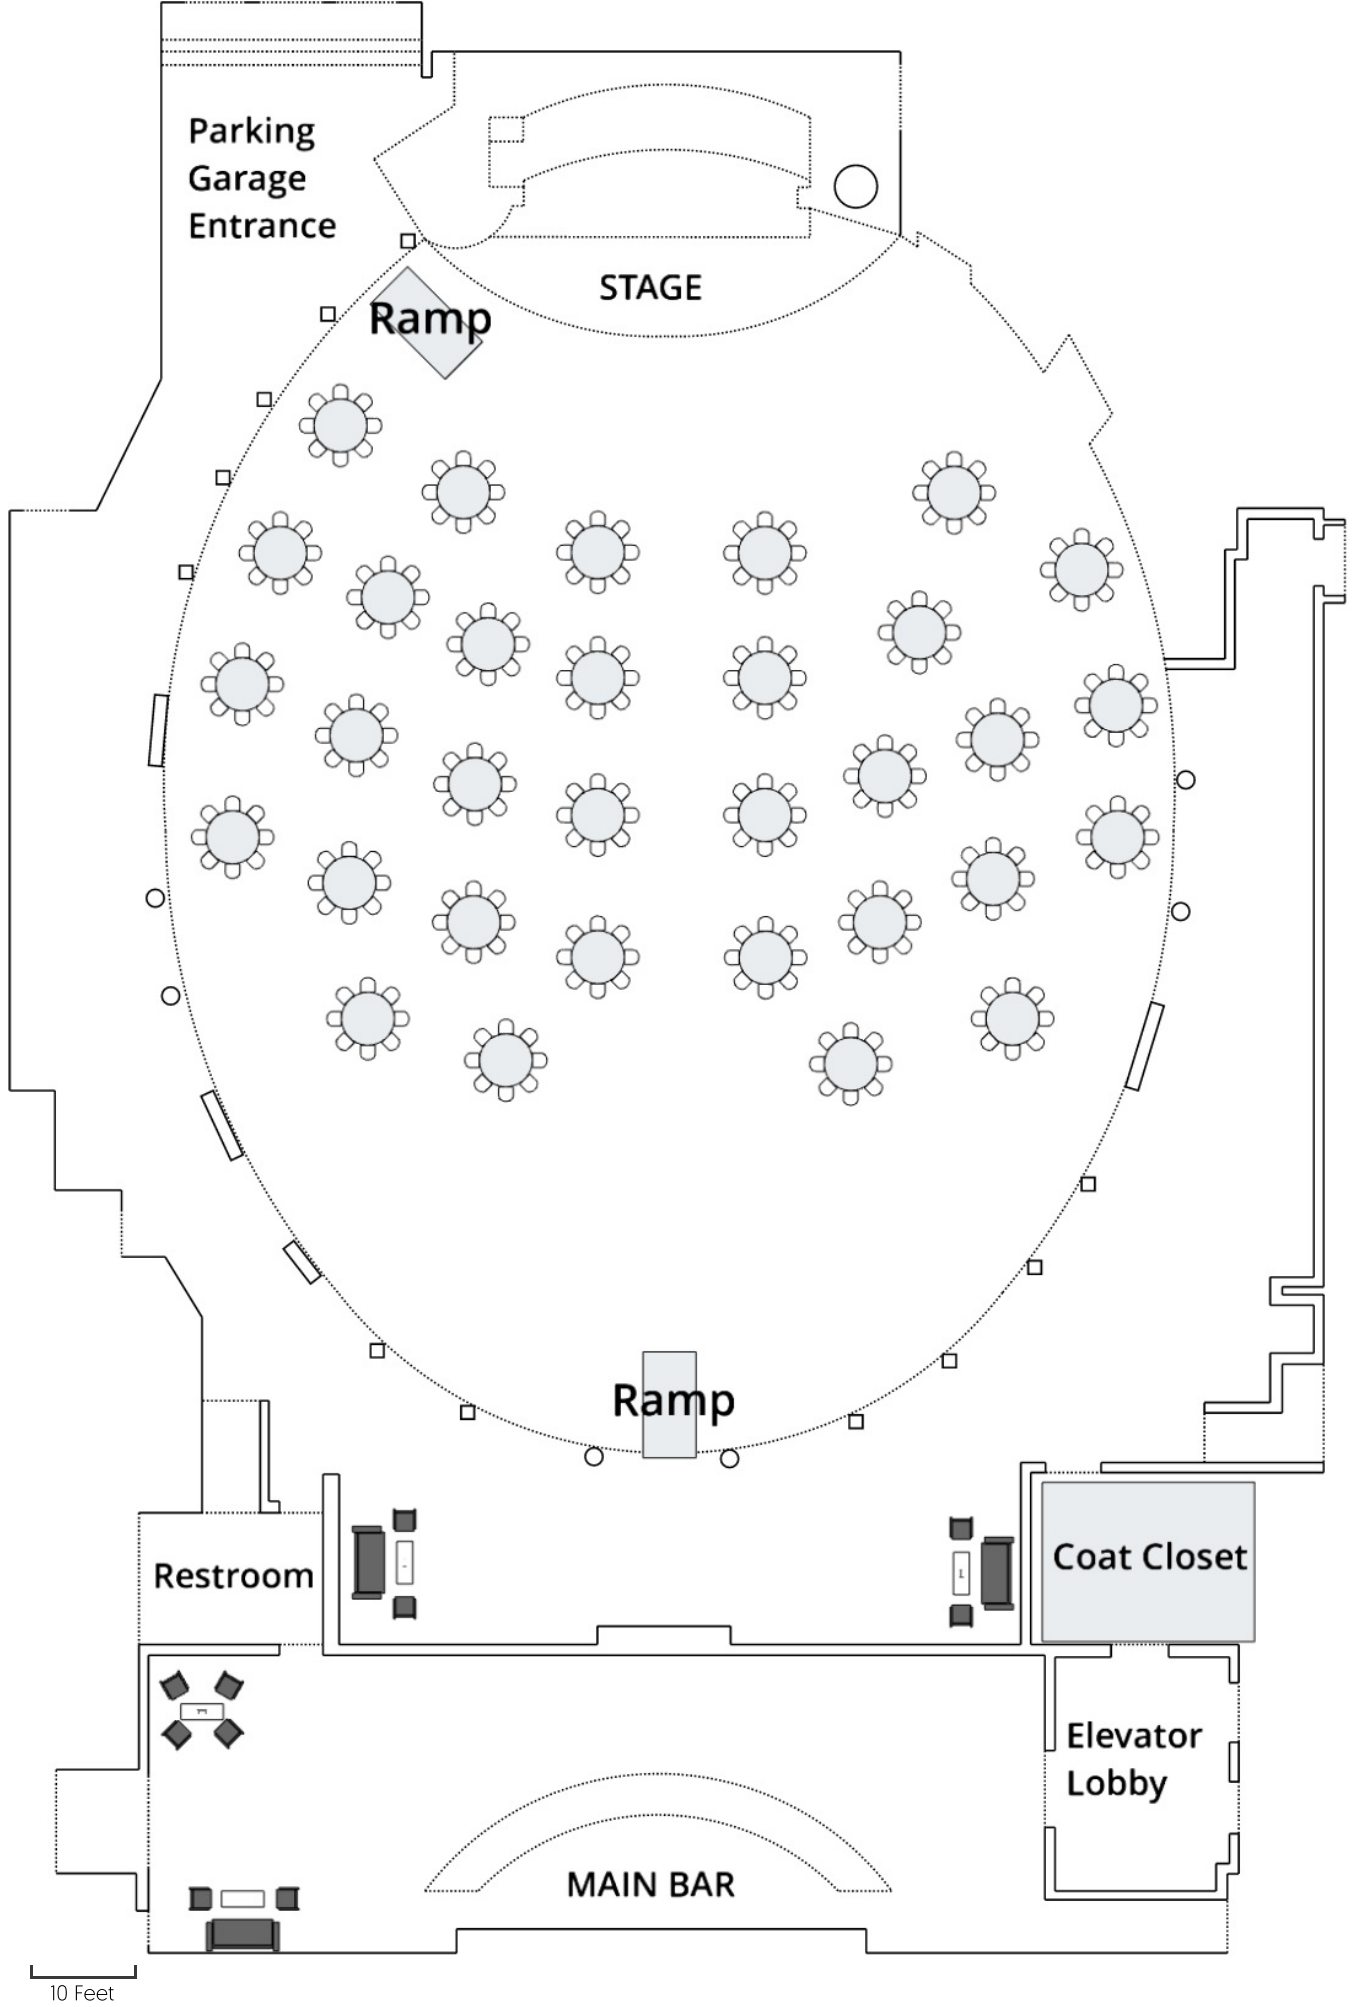 Parking
Garage
Entrance
STAGE
Ramp
Ramp
Restroom
Coat Closet
Elevator
Lobby
MAIN BAR
10 Feet